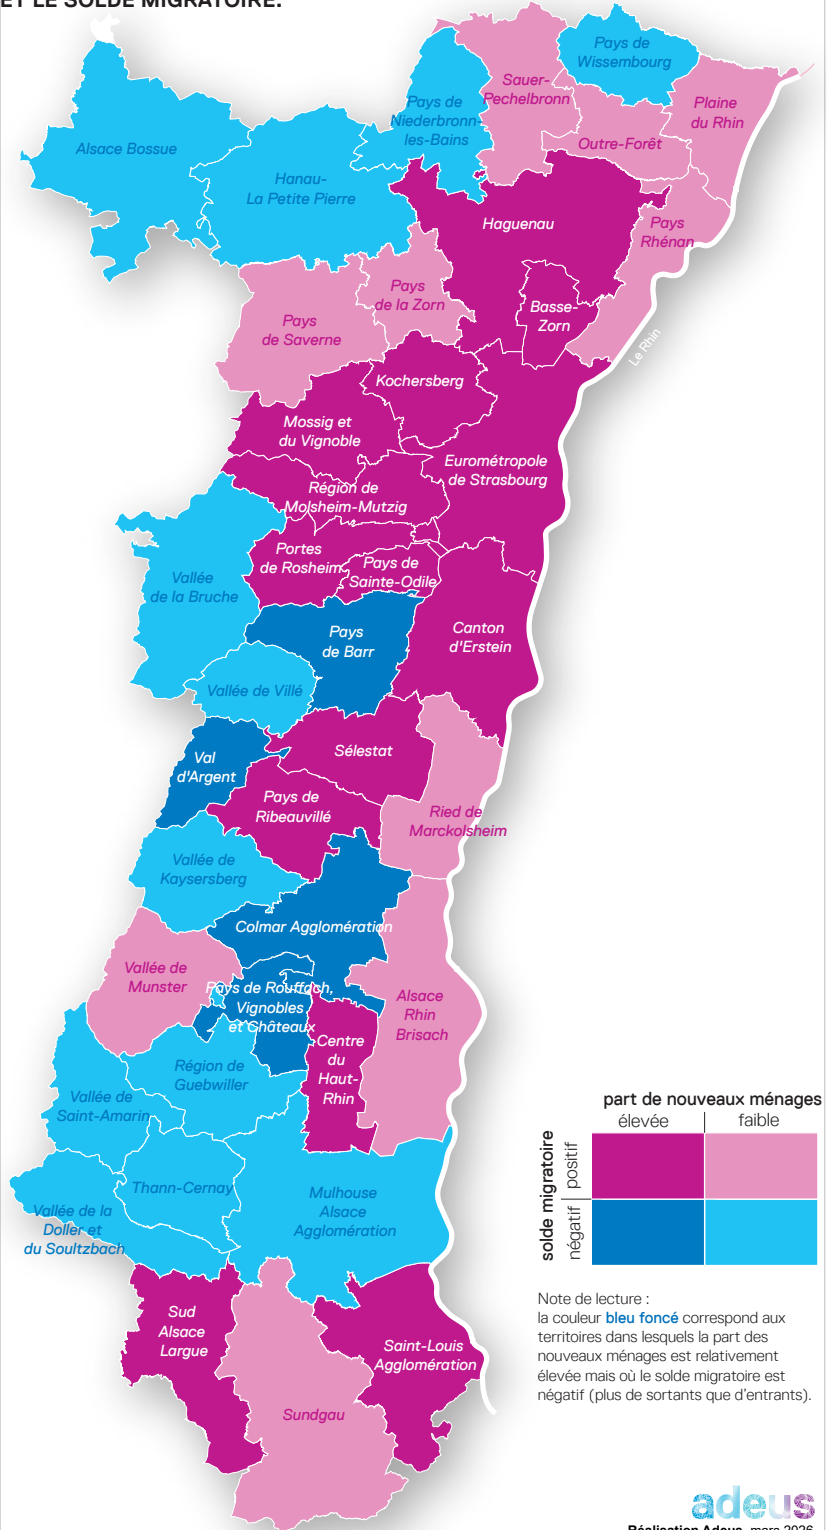 ET LE SOLDE MIGRATOIRE.
Pays de
Wissembourg
Sauer-
Pechelbronn
Plaine
du Rhin
Pays de
Niederbronn-
les-Bains
Outre-Forêt
Alsace Bossue
Hanau-
La Petite Pierre
Haguenau
Pays
Rhénan
Pays
de la Zorn
Basse-
Zorn
Pays
de Saverne
Le Rhin
Kochersberg
Mossig et
du Vignoble
Eurométropole
de Strasbourg
Région de
Molsheim-Mutzig
Portes
de Rosheim
Pays de
Sainte-Odile
Vallée
de la Bruche
Pays
de Barr
Canton
d'Erstein
Vallée de Villé
Sélestat
Val
d'Argent
Pays de
Ribeauvillé
Ried de
Marckolsheim
Vallée de
Kaysersberg
Colmar Agglomération
Vallée de
Munster
Pays de Rouffach,
Vignobles
et Châteaux
Alsace
Rhin
Brisach
Centre
du
Haut-
Rhin
Région de
Guebwiller
Vallée de
Saint-Amarin
Thann-Cernay
Mulhouse
Alsace
Agglomération
Vallée de la
Doller et
du Soultzbach
Sud
Alsace
Largue
Saint-Louis
Agglomération
Sundgau
part de nouveaux ménages
élevée
faible
solde migratoire
positif
négatif
Note de lecture :
la couleur bleu foncé correspond aux
territoires dans lesquels la part des
nouveaux ménages est relativement
élevée mais où le solde migratoire est
négatif (plus de sortants que d'entrants).
adeus
Réalisation Adeus, mars 2026